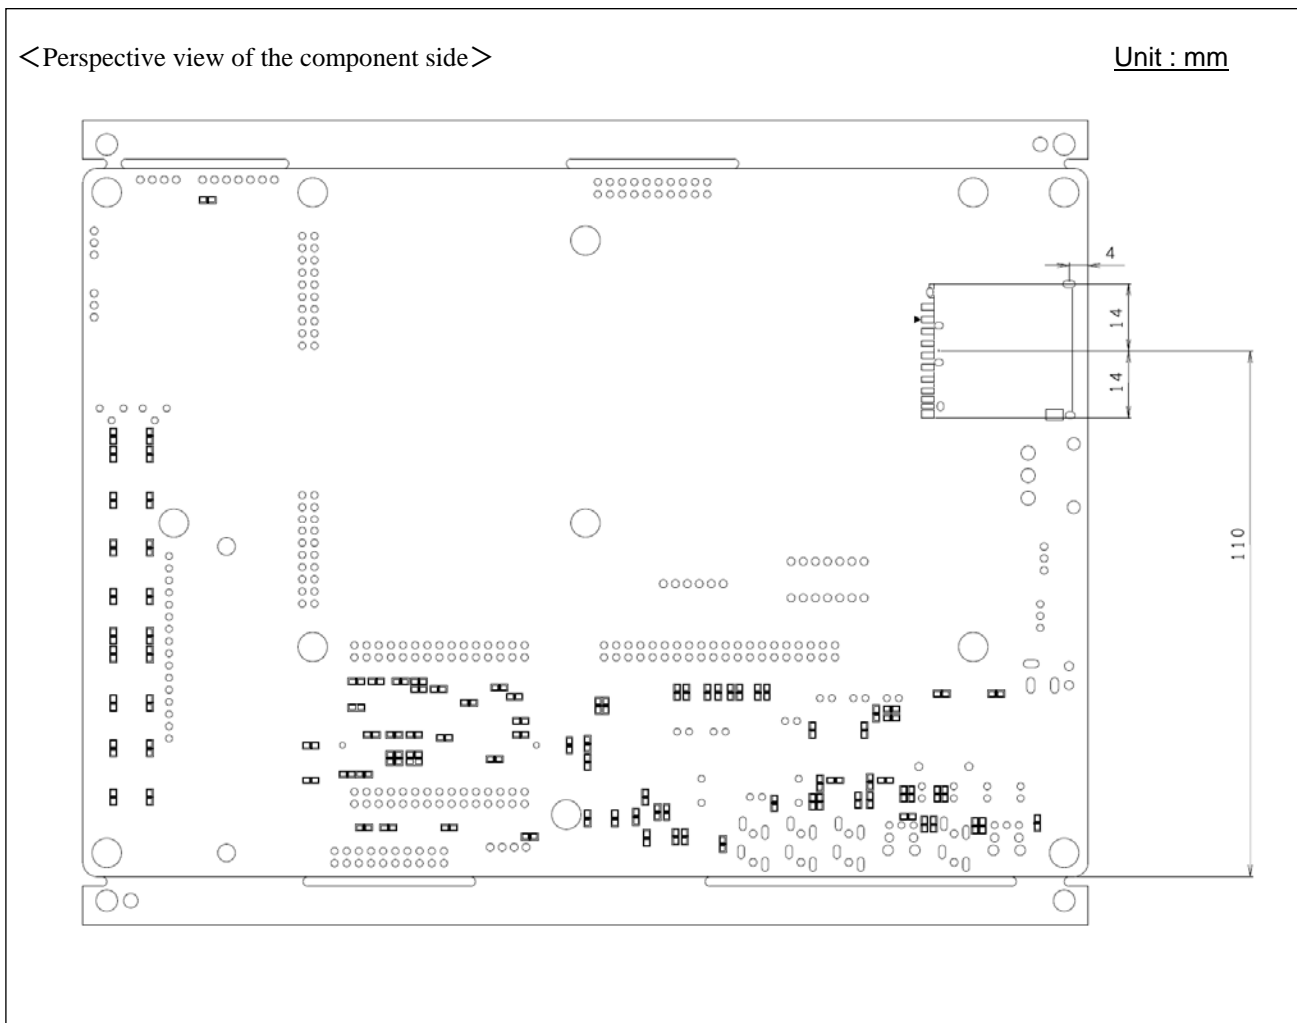 ＜Perspective view of the component side＞
Unit : mm
4
14
14
110